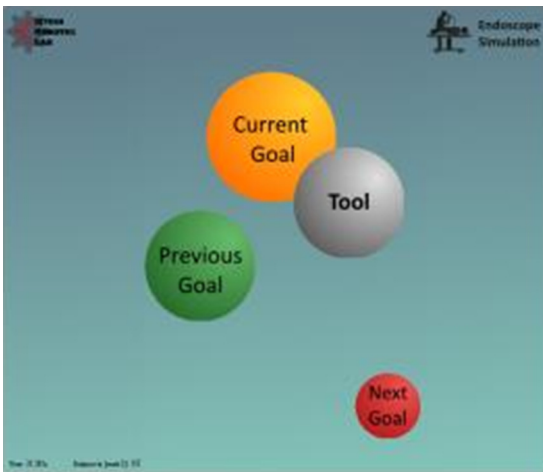 Endoscope
Simulation
Current
Goal
Tool
Previous
Goal
Next
Goal